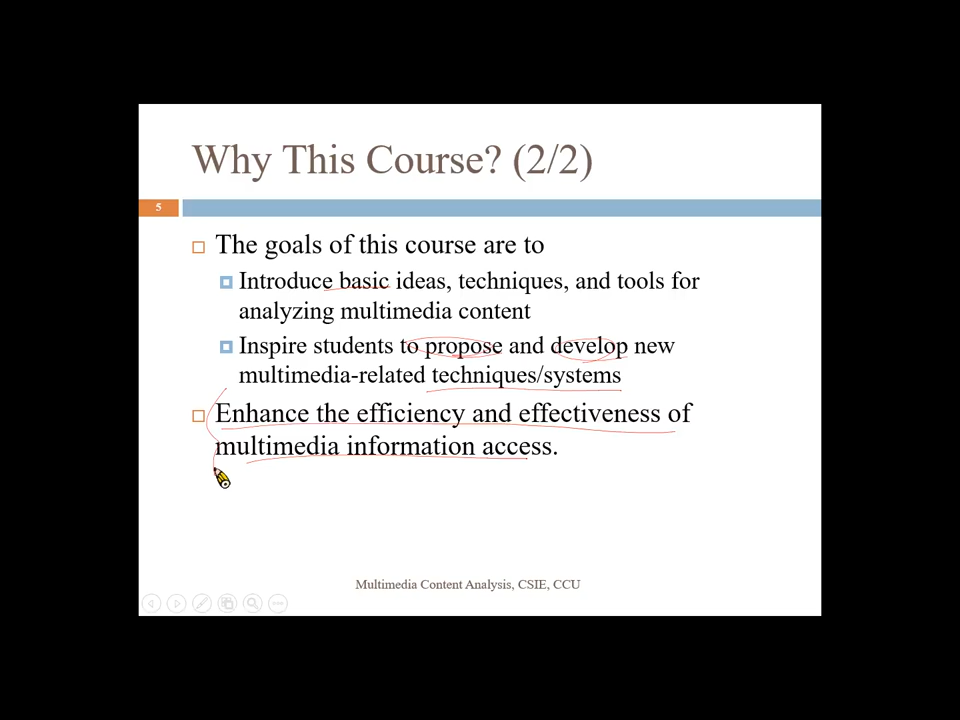 Why This Course? (2/2)
5
The goals of this course are to
Introduce basic ideas, techniques, and tools for
analyzing multimedia content
Inspire students to propose and develop new
multimedia-related techniques/systems
Enhance the efficiency and effectiveness of
multimedia information access.
Multimedia Content Analysis, CSIE, CCU